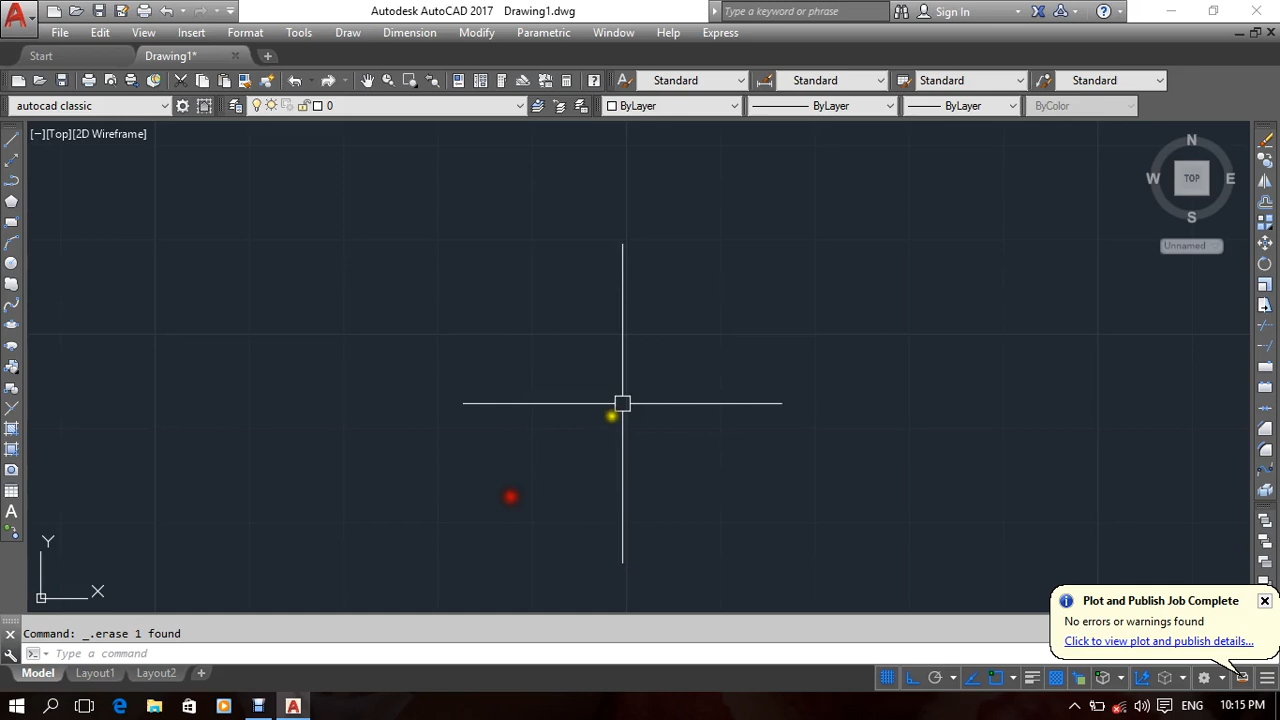 Autodesk AutoCAD 2017 Drawing1.dwg
Type a keyword or phrase
Sign In
File Edit View Insert Format Tools Draw Dimension Modify Parametric Window Help Express
Start
Drawing1*
Standard Standard Standard Standard
autocad classic
0
ByLayer
ByLayer
ByLayer
ByColor
[−][Top][2D Wireframe]
N
W
TOP
E
S
Unnamed
A
Y
X
Plot and Publish Job Complete
No errors or warnings found
Click to view plot and publish details...
Command: _.erase 1 found
Type a command
Model Layout1 Layout2
ENG
10:15 PM